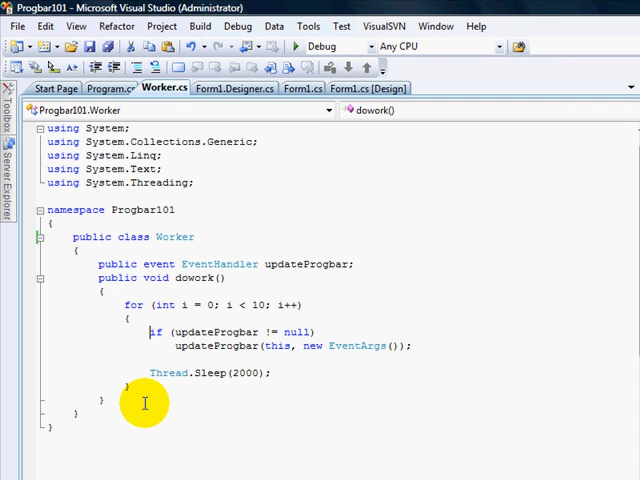 Progbar101 - Microsoft Visual Studio (Administrator)
File Edit View Refactor Project Build Debug Data Tools Test VisualSVN Window Help
Debug Any CPU
Start Page Program.cs Worker.cs Form1.Designer.cs Form1.cs Form1.cs [Design]
Progbar101.Worker dowork()
Toolbox
Server Explorer
using System;
using System.Collections.Generic;
using System.Linq;
using System.Text;
using System.Threading;
namespace Progbar101
{
public class Worker
{
public event EventHandler updateProgbar;
public void dowork()
{
for (int i = 0; i < 10; i++)
{
if (updateProgbar != null)
updateProgbar(this, new EventArgs());
Thread.Sleep(2000);
}
}
}
}